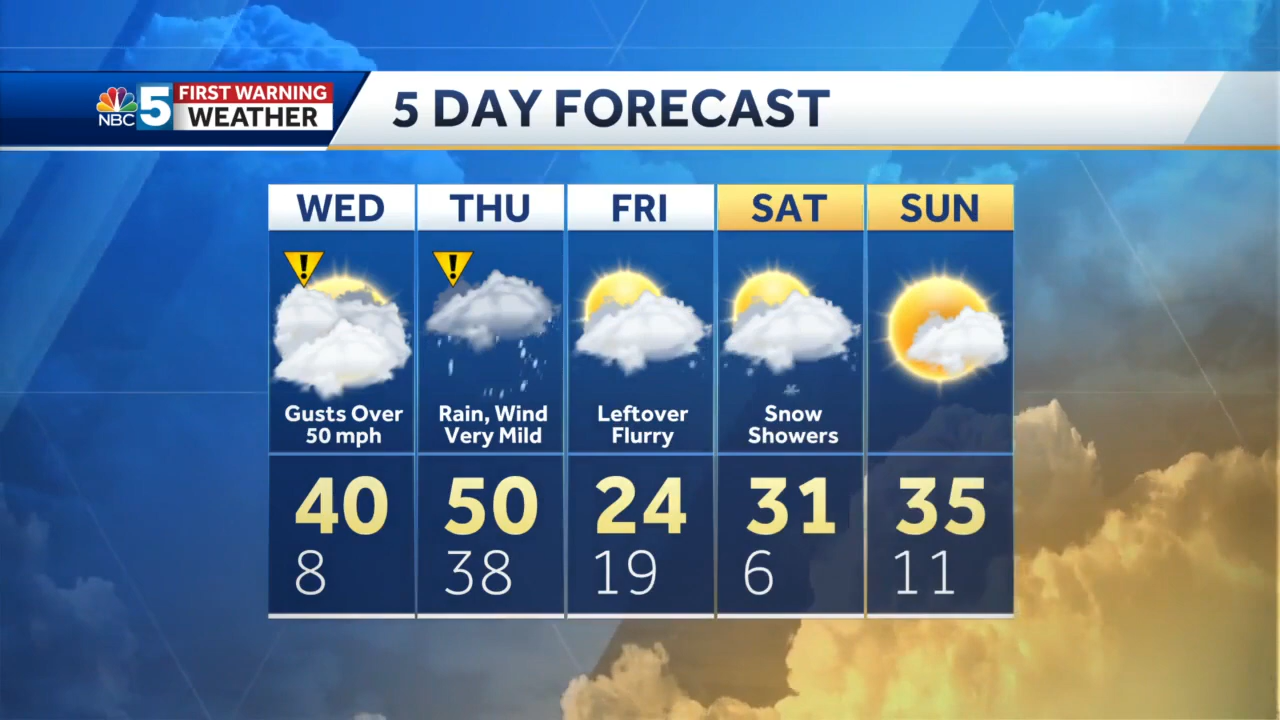 NBC 5 FIRST WARNING
WEATHER
5 DAY FORECAST
WED THU FRI SAT SUN
! !
Gusts Over Rain, Wind Leftover Snow
50 mph Very Mild Flurry Showers
40 50 24 31 35
8 38 19 6 11